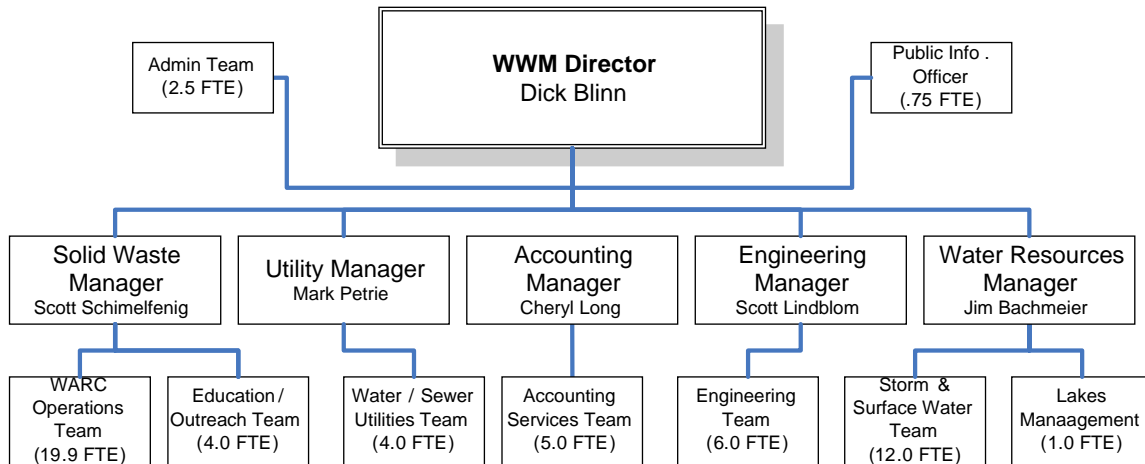 Admin Team
(2.5 FTE)
WWM Director
Dick Blinn
Public Info .
Officer
(.75 FTE)
Solid Waste
Manager
Scott Schimelfenig
Utility Manager
Mark Petrie
Accounting
Manager
Cheryl Long
Engineering
Manager
Scott Lindblom
Water Resources
Manager
Jim Bachmeier
WARC
Operations
Team
(19.9 FTE)
Education /
Outreach Team
(4.0 FTE)
Water / Sewer
Utilities Team
(4.0 FTE)
Accounting
Services Team
(5.0 FTE)
Engineering
Team
(6.0 FTE)
Storm &
Surface Water
Team
(12.0 FTE)
Lakes
Manaagement
(1.0 FTE)